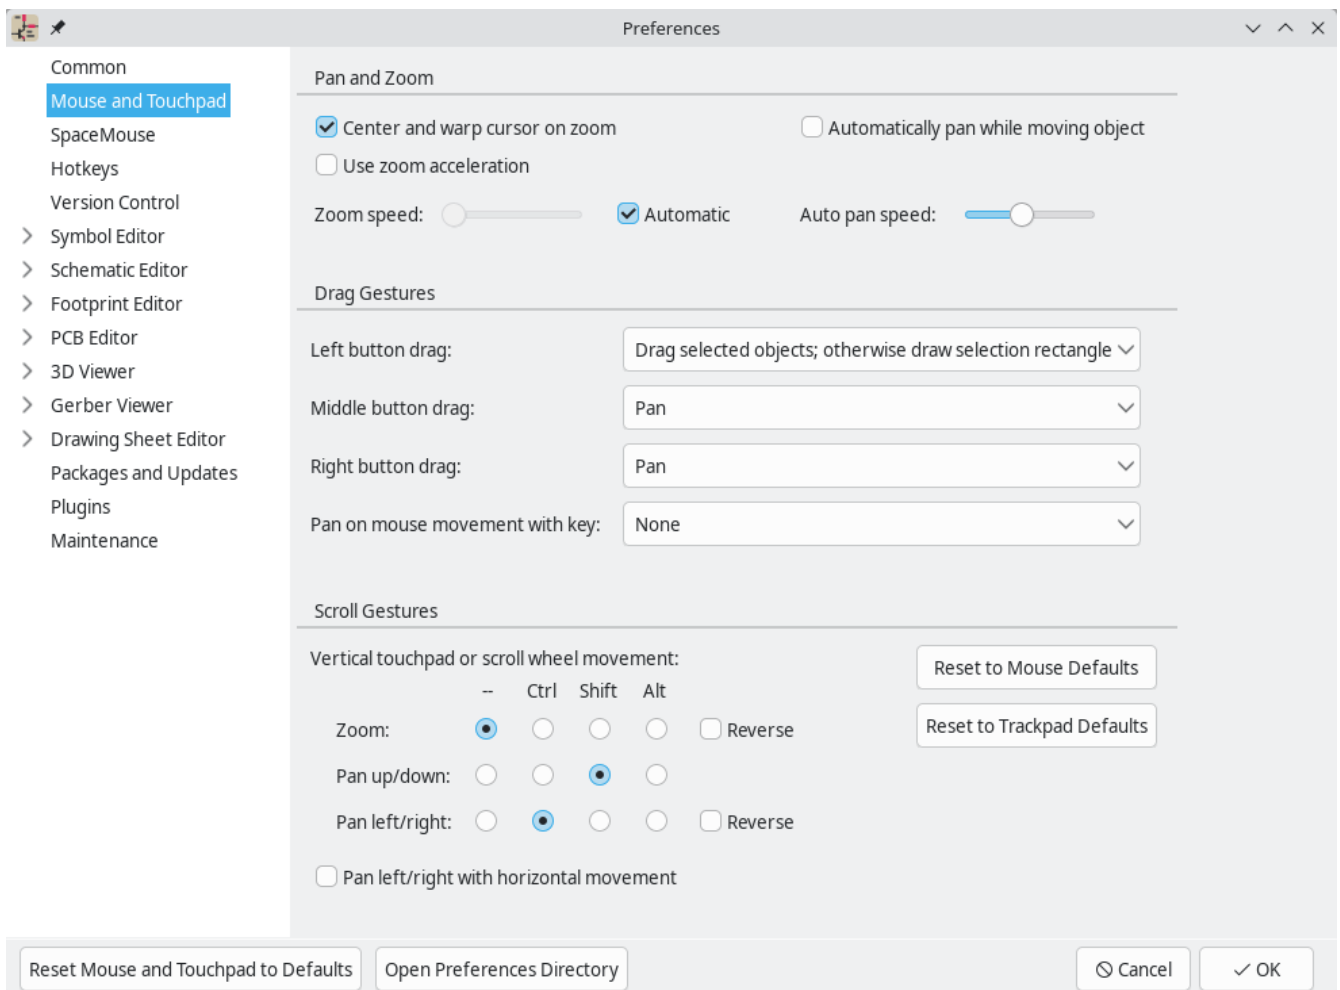 Preferences
Common
Mouse and Touchpad
SpaceMouse
Hotkeys
Version Control
Symbol Editor
Schematic Editor
Footprint Editor
PCB Editor
3D Viewer
Gerber Viewer
Drawing Sheet Editor
Packages and Updates
Plugins
Maintenance
Pan and Zoom
Center and warp cursor on zoom
Automatically pan while moving object
Use zoom acceleration
Zoom speed:
Automatic
Auto pan speed:
Drag Gestures
Left button drag:
Drag selected objects; otherwise draw selection rectangle
Middle button drag:
Pan
Right button drag:
Pan
Pan on mouse movement with key:
None
Scroll Gestures
Vertical touchpad or scroll wheel movement:
-- Ctrl Shift Alt
Zoom:
Reverse
Pan up/down:
Pan left/right:
Reverse
Pan left/right with horizontal movement
Reset to Mouse Defaults
Reset to Trackpad Defaults
Reset Mouse and Touchpad to Defaults
Open Preferences Directory
Cancel
OK